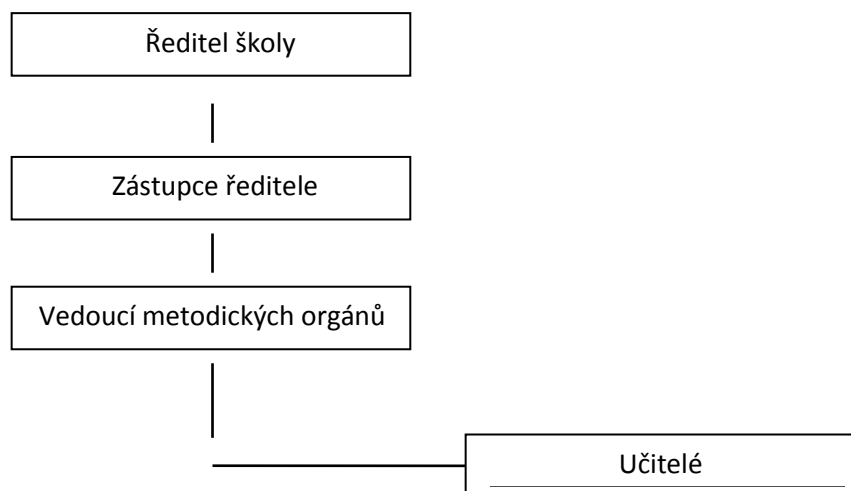 Ředitel školy
Zástupce ředitele
Vedoucí metodických orgánů
Učitelé